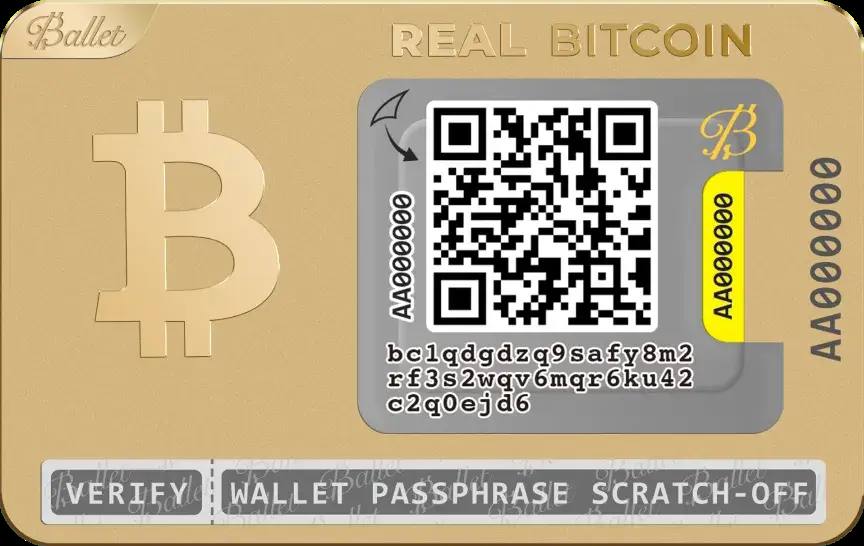 Ballet
REAL BITCOIN
AA000000
AA000000
AA000000
bc1qdgdzq9safy8m2
rf3s2wqv6mqr6ku42
c2q0ejd6
VERIFY
WALLET PASSPHRASE SCRATCH-OFF